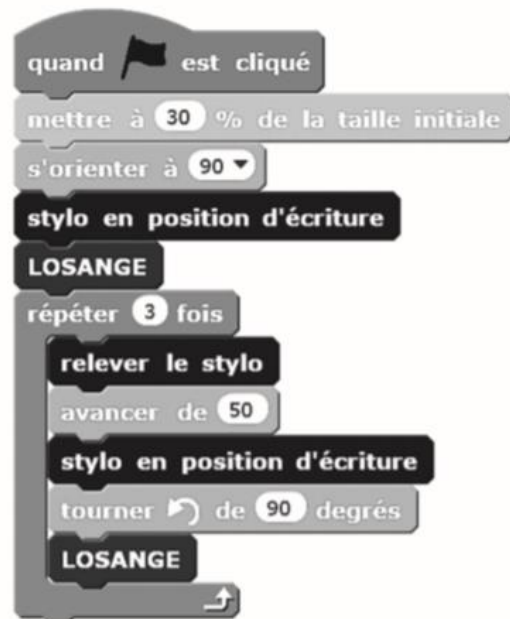 quand est cliqué
mettre à 30 % de la taille initiale
s'orienter à 90
stylo en position d'écriture
LOSANGE
répéter 3 fois
relever le stylo
avancer de 50
stylo en position d'écriture
tourner de 90 degrés
LOSANGE